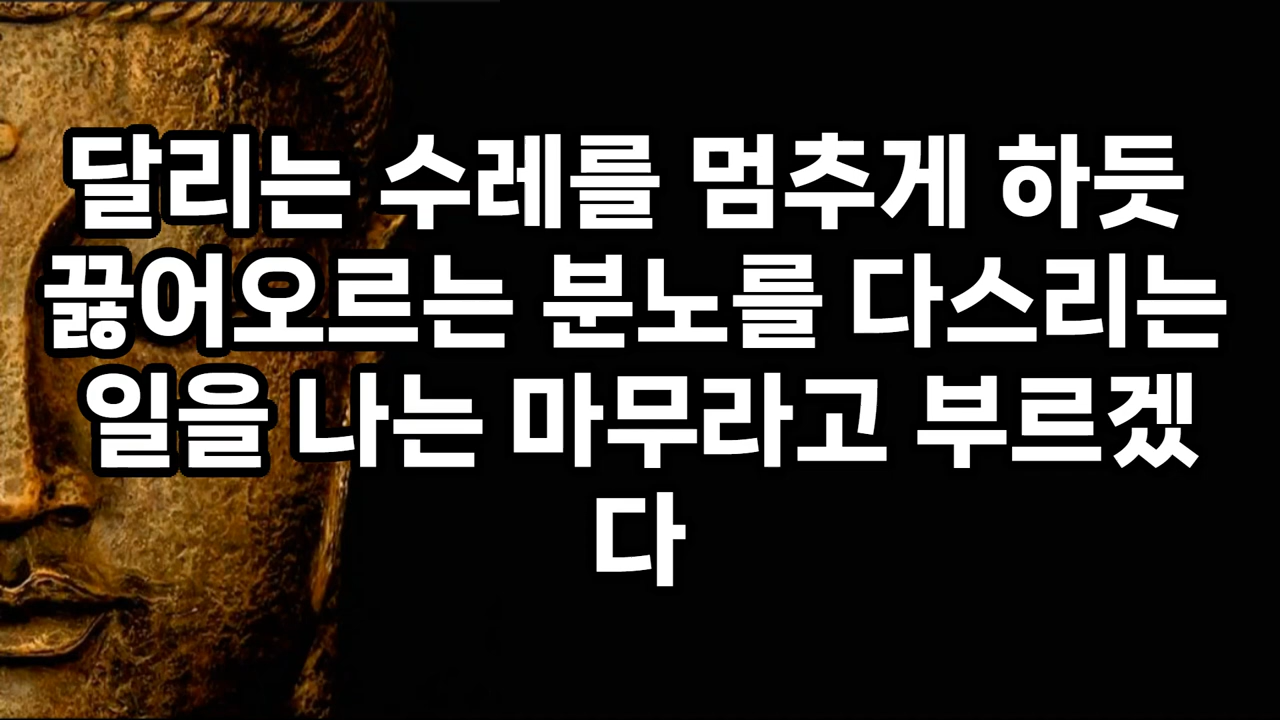 달리는 수레를 멈추게 하듯
끓어오르는 분노를 다스리는
일을 나는 마무라고 부르겠
다